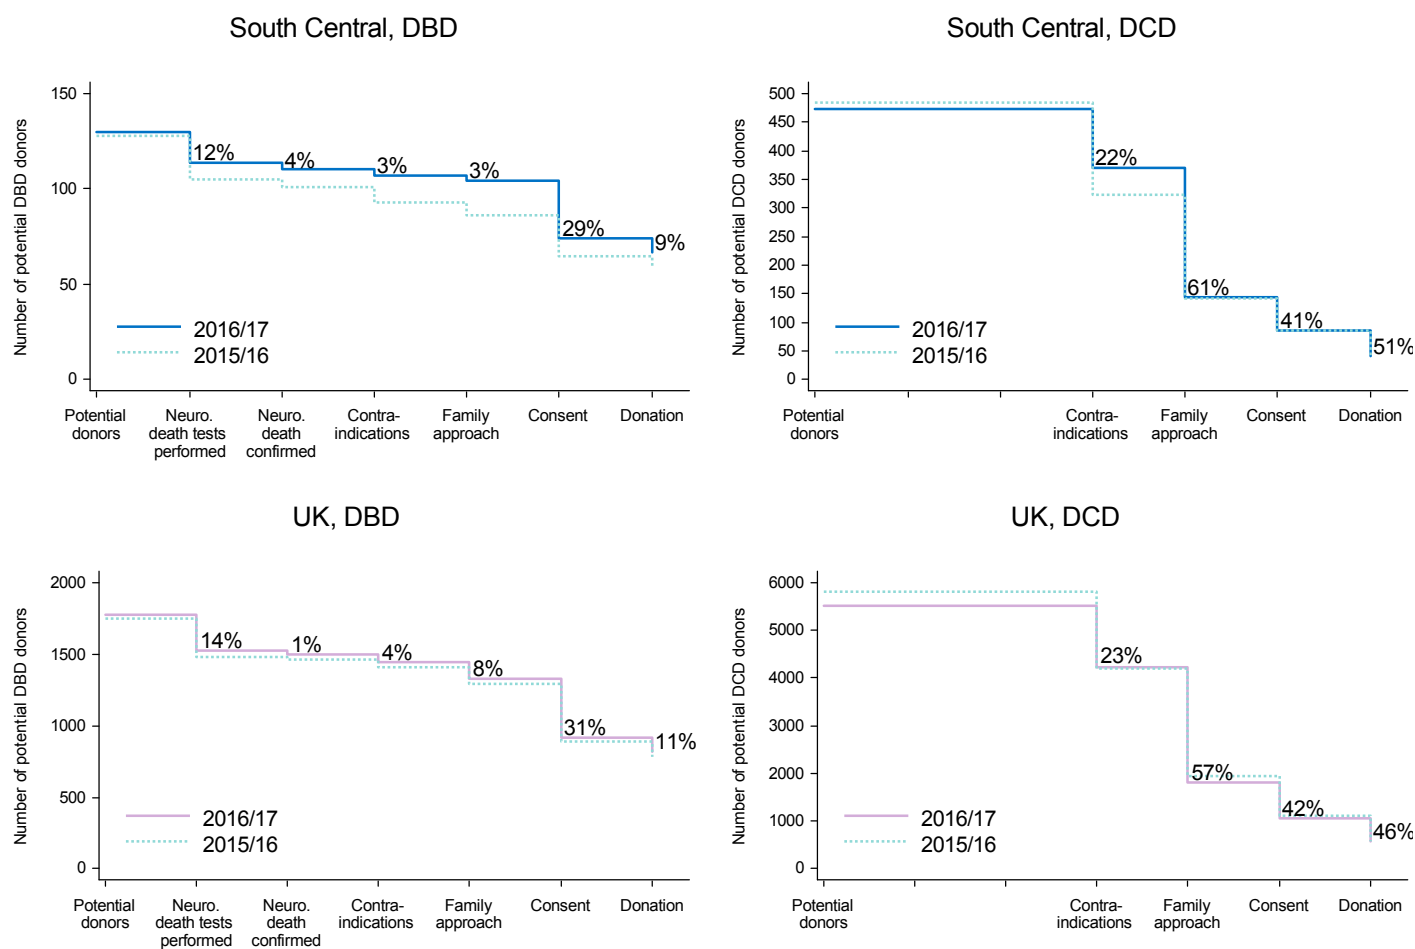 South Central, DBD
Number of potential DBD donors
150
100
50
0
12%
4%
3%
3%
29%
9%
2016/17
2015/16
Potential
donors
Neuro.
death tests
performed
Neuro.
death
confirmed
Contra-
indications
Family
approach
Consent
Donation
South Central, DCD
Number of potential DCD donors
500
450
400
350
300
250
200
150
100
50
0
22%
61%
41%
51%
2016/17
2015/16
Potential
donors
Contra-
indications
Family
approach
Consent
Donation
UK, DBD
Number of potential DBD donors
2000
1500
1000
500
0
14%
1%
4%
8%
31%
11%
2016/17
2015/16
Potential
donors
Neuro.
death tests
performed
Neuro.
death
confirmed
Contra-
indications
Family
approach
Consent
Donation
UK, DCD
Number of potential DCD donors
6000
5000
4000
3000
2000
1000
0
23%
57%
42%
46%
2016/17
2015/16
Potential
donors
Contra-
indications
Family
approach
Consent
Donation